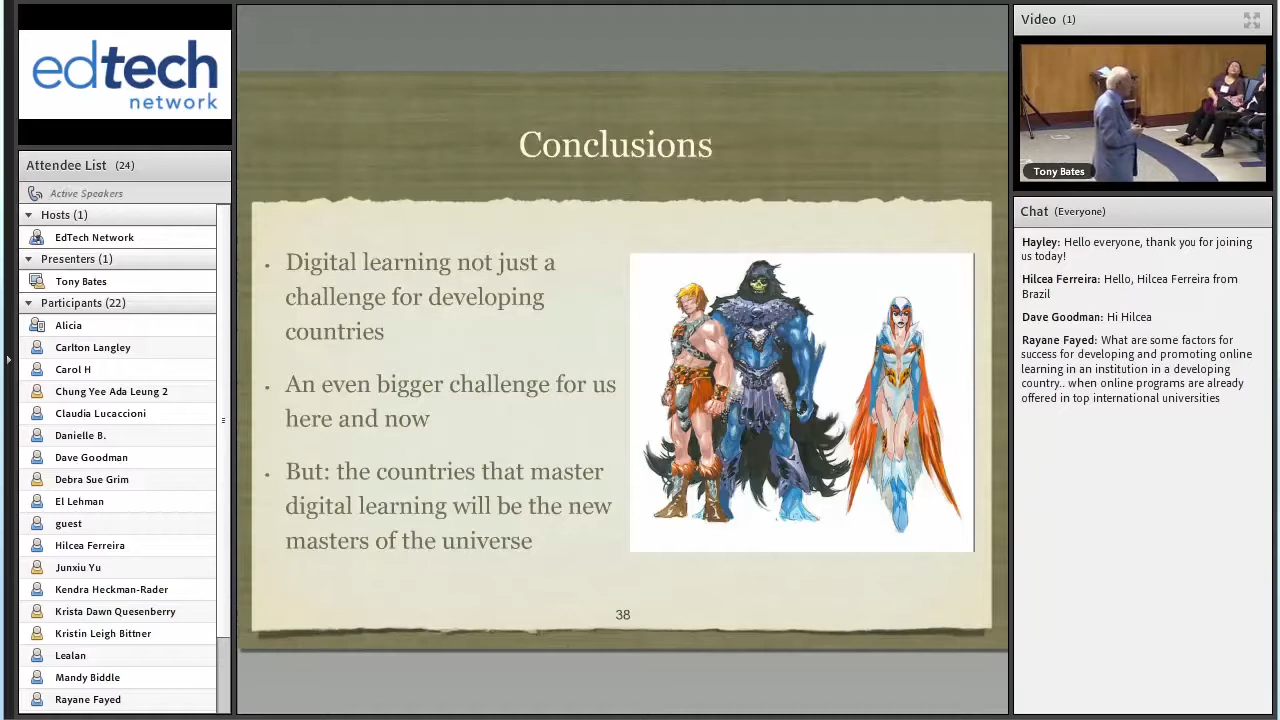 edtech
network
Attendee List (24)
Active Speakers
Hosts (1)
EdTech Network
Presenters (1)
Tony Bates
Participants (22)
Alicia
Carlton Langley
Carol H
Chung Yee Ada Leung 2
Claudia Lucaccioni
Danielle B.
Dave Goodman
Debra Sue Grim
El Lehman
guest
Hilcea Ferreira
Junxiu Yu
Kendra Heckman-Rader
Krista Dawn Quesenberry
Kristin Leigh Bittner
Lealan
Mandy Biddle
Rayane Fayed
Conclusions
• Digital learning not just a
challenge for developing
countries
• An even bigger challenge for us
here and now
• But: the countries that master
digital learning will be the new
masters of the universe
38
Video (1)
Tony Bates
Chat (Everyone)
Hayley: Hello everyone, thank you for joining
us today!
Hilcea Ferreira: Hello, Hilcea Ferreira from
Brazil
Dave Goodman: Hi Hilcea
Rayane Fayed: What are some factors for
success for developing and promoting online
learning in an institution in a developing
country.. when online programs are already
offered in top international universities